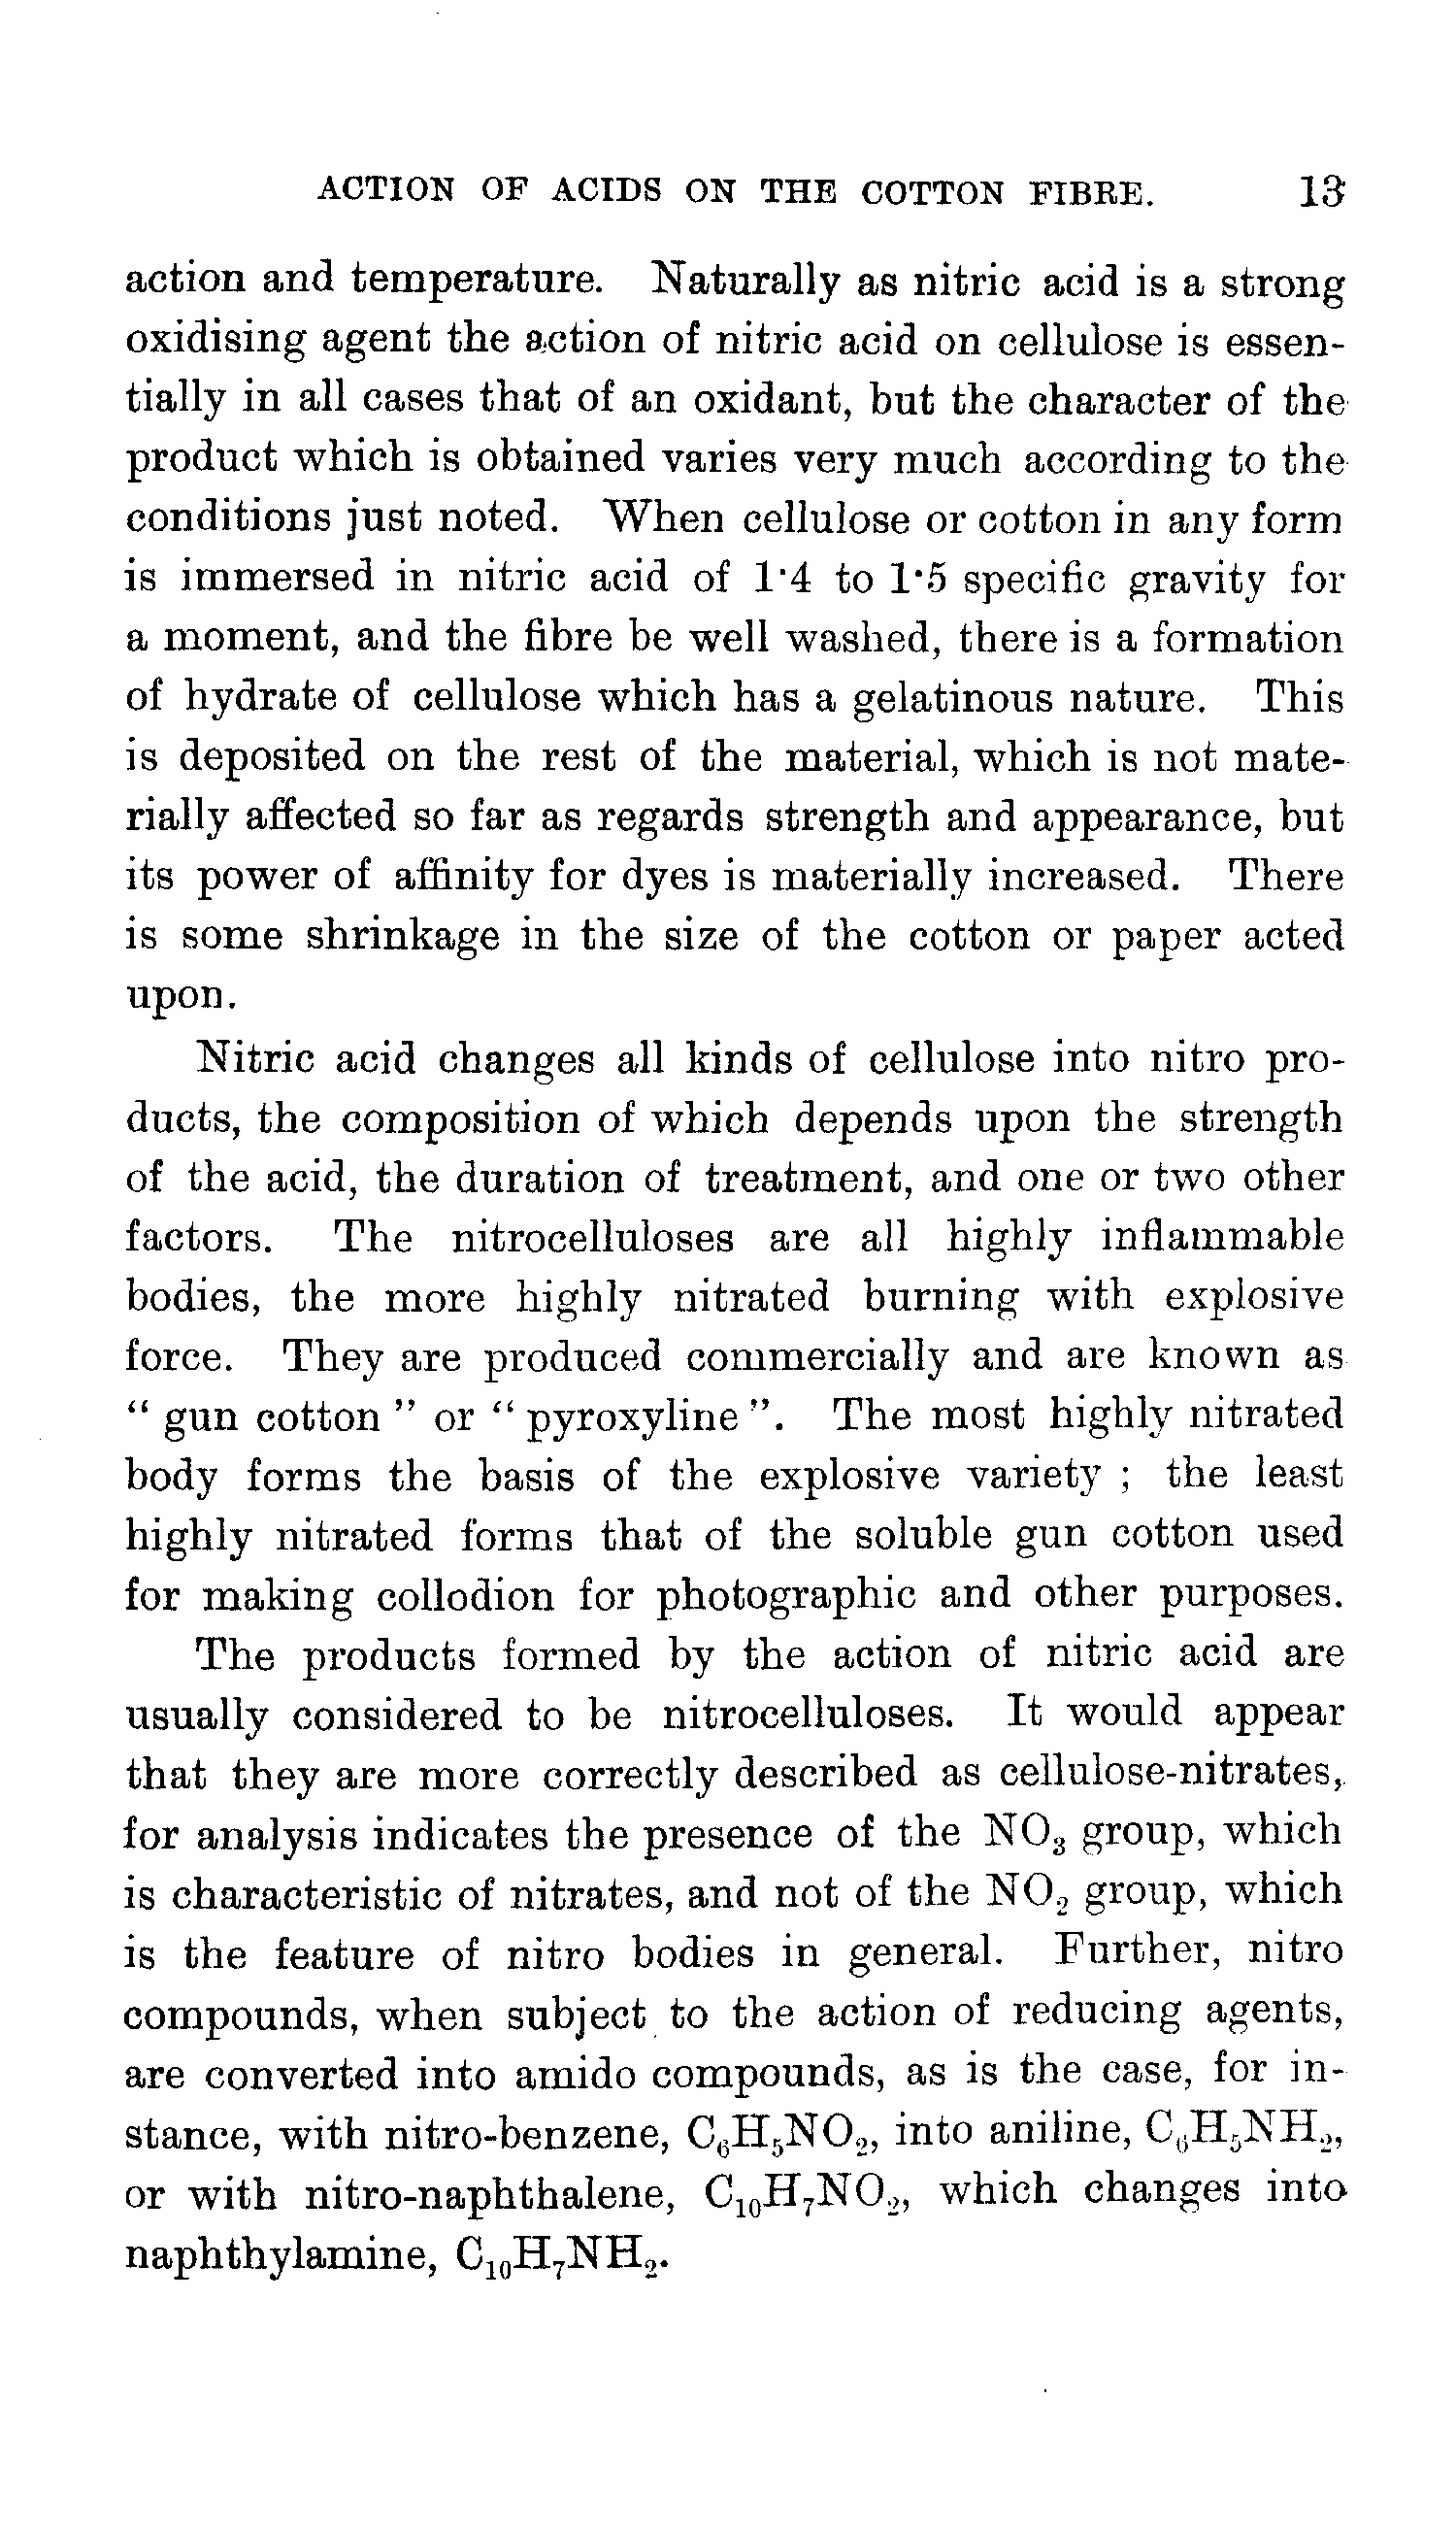 ACTION OF ACIDS ON THE COTTON FIBRE. 13
action and temperature. Naturally as nitric acid is a strong
oxidising agent the action of nitric acid on cellulose is essen-
tially in all cases that of an oxidant, but the character of the
product which is obtained varies very much according to the
conditions just noted. When cellulose or cotton in any form
is immersed in nitric acid of 1·4 to 1·5 specific gravity for
a moment, and the fibre be well washed, there is a formation
of hydrate of cellulose which has a gelatinous nature. This
is deposited on the rest of the material, which is not mate-
rially affected so far as regards strength and appearance, but
its power of affinity for dyes is materially increased. There
is some shrinkage in the size of the cotton or paper acted
upon.
Nitric acid changes all kinds of cellulose into nitro pro-
ducts, the composition of which depends upon the strength
of the acid, the duration of treatment, and one or two other
factors. The nitrocelluloses are all highly inflammable
bodies, the more highly nitrated burning with explosive
force. They are produced commercially and are known as
“ gun cotton ” or “ pyroxyline ”. The most highly nitrated
body forms the basis of the explosive variety ; the least
highly nitrated forms that of the soluble gun cotton used
for making collodion for photographic and other purposes.
The products formed by the action of nitric acid are
usually considered to be nitrocelluloses. It would appear
that they are more correctly described as cellulose-nitrates,
for analysis indicates the presence of the NO₃ group, which
is characteristic of nitrates, and not of the NO₂ group, which
is the feature of nitro bodies in general. Further, nitro
compounds, when subject to the action of reducing agents,
are converted into amido compounds, as is the case, for in-
stance, with nitro-benzene, C₆H₅NO₂, into aniline, C₆H₅NH₂,
or with nitro-naphthalene, C₁₀H₇NO₂, which changes into
naphthylamine, C₁₀H₇NH₂.